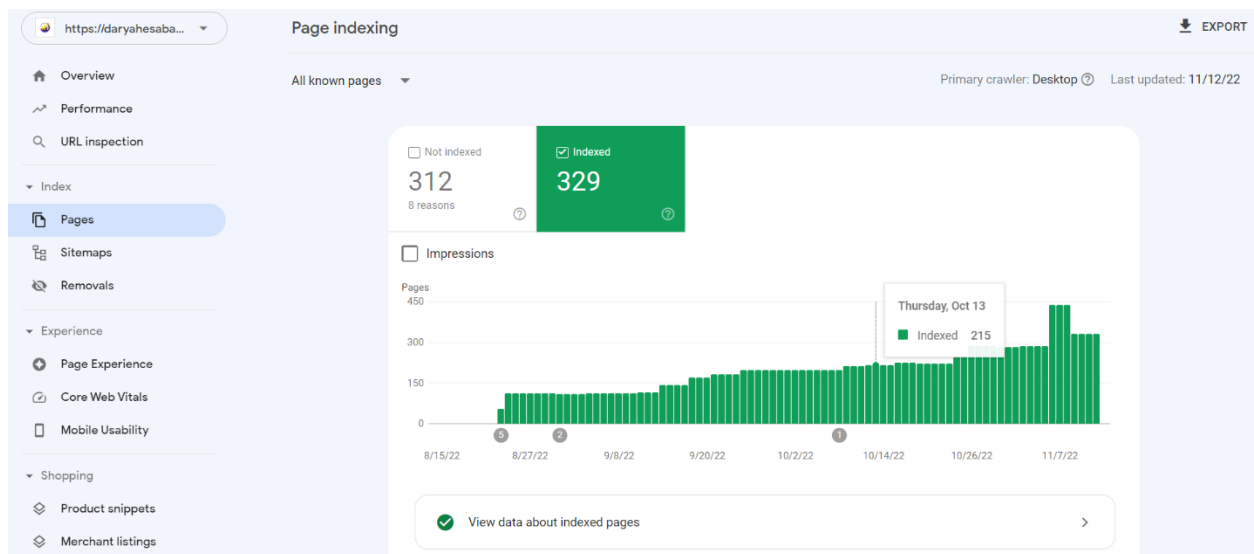 https://daryahesaba...
Page indexing
EXPORT
Overview
Performance
URL inspection
Index
Pages
Sitemaps
Removals
Experience
Page Experience
Core Web Vitals
Mobile Usability
Shopping
Product snippets
Merchant listings
All known pages
Primary crawler: Desktop
Last updated: 11/12/22
Not indexed
312
8 reasons
Indexed
329
Impressions
Pages
450
300
150
0
Thursday, Oct 13
Indexed 215
5
2
1
8/15/22 8/27/22 9/8/22 9/20/22 10/2/22 10/14/22 10/26/22 11/7/22
View data about indexed pages